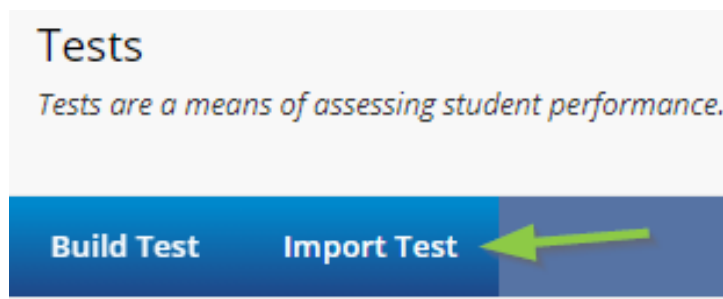 Tests
Tests are a means of assessing student performance.
Build Test Import Test